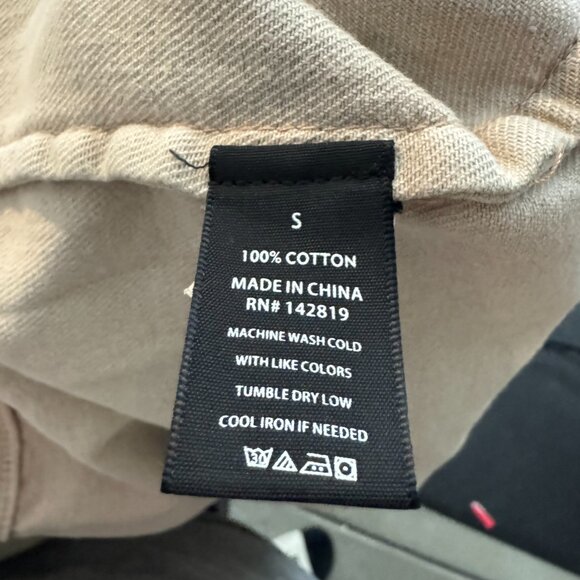 S
100% COTTON
MADE IN CHINA
RN# 142819
MACHINE WASH COLD
WITH LIKE COLORS
TUMBLE DRY LOW
COOL IRON IF NEEDED
30